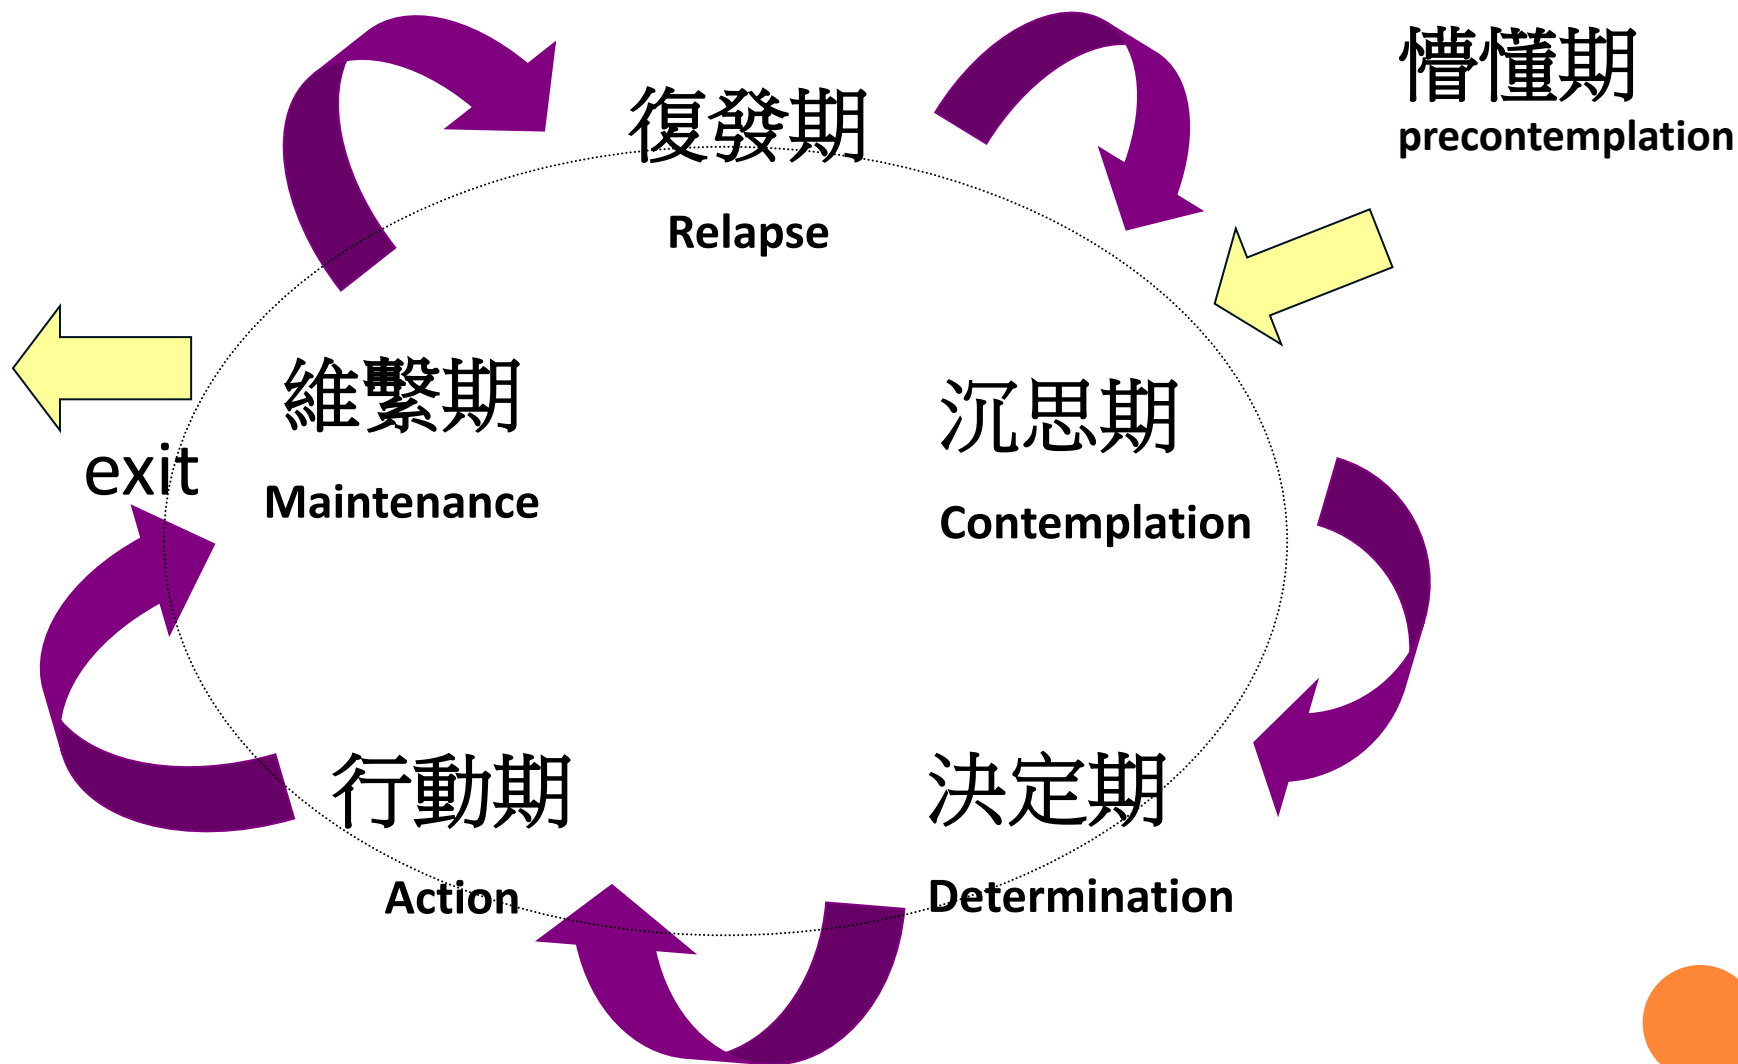 懵懂期
precontemplation
復發期
Relapse
沉思期
Contemplation
決定期
Determination
行動期
Action
維繫期
Maintenance
exit